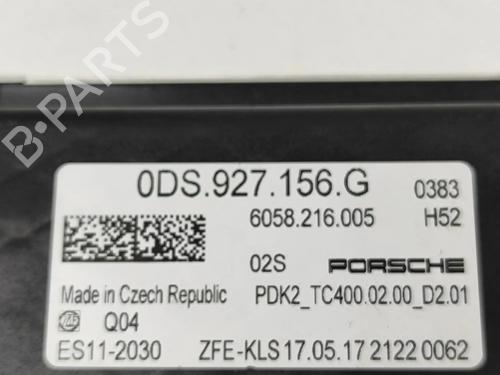 B-PARTS
0DS.927.156.G 0383
6058.216.005 H52
02S PORSCHE
Made in Czech Republic PDK2_TC400.02.00_D2.01
Q04
ES11-2030 ZFE-KLS 17.05.17 2122 0062